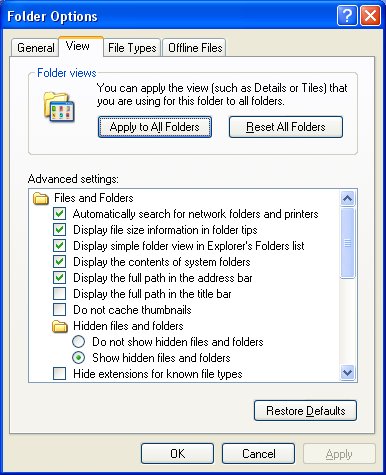 Folder Options
General View File Types Offline Files
Folder views
You can apply the view (such as Details or Tiles) that
you are using for this folder to all folders.
Apply to All Folders Reset All Folders
Advanced settings:
Files and Folders
Automatically search for network folders and printers
Display file size information in folder tips
Display simple folder view in Explorer's Folders list
Display the contents of system folders
Display the full path in the address bar
Display the full path in the title bar
Do not cache thumbnails
Hidden files and folders
Do not show hidden files and folders
Show hidden files and folders
Hide extensions for known file types
Restore Defaults
OK Cancel Apply